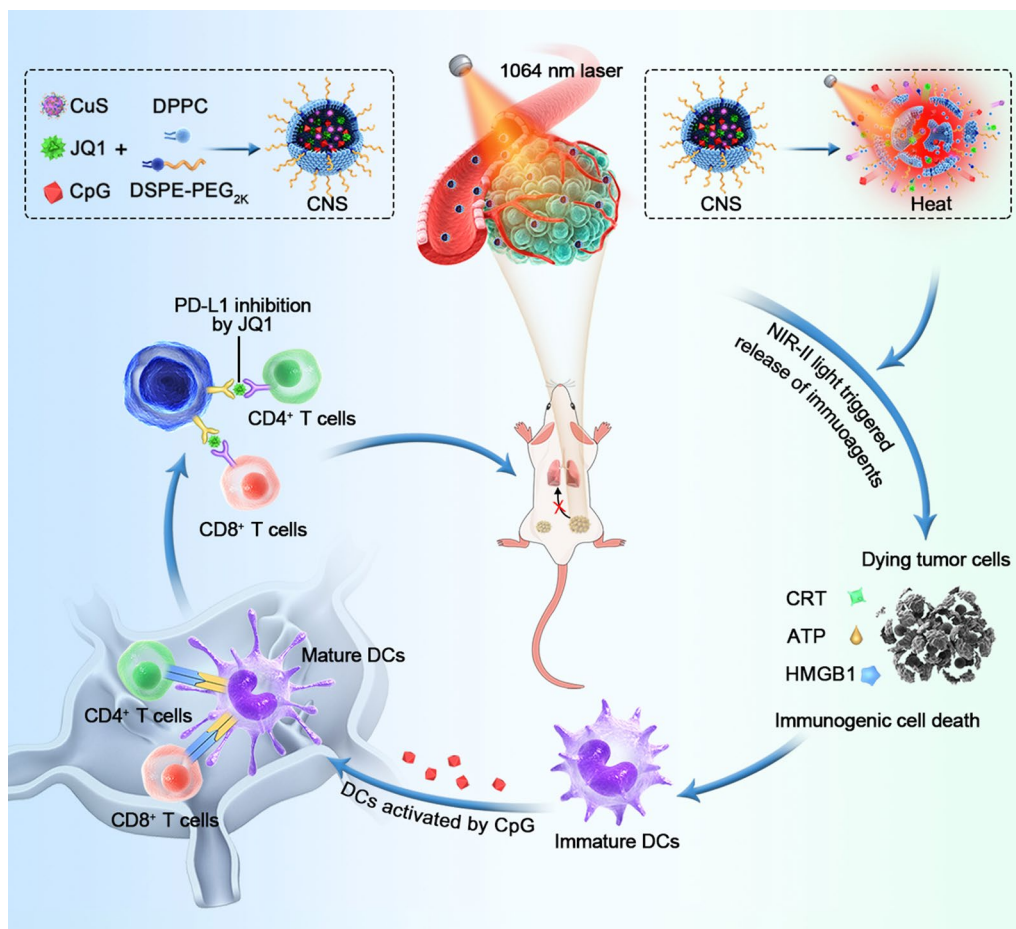 1064 nm laser
CuS
DPPC
JQ1 +
CpG
DSPE-PEG2K
CNS
CNS
Heat
PD-L1 inhibition
by JQ1
CD4+ T cells
CD8+ T cells
NIR-II light triggered
release of immuoagents
Dying tumor cells
CRT
ATP
HMGB1
Immunogenic cell death
Mature DCs
CD4+ T cells
CD8+ T cells
DCs activated by CpG
Immature DCs